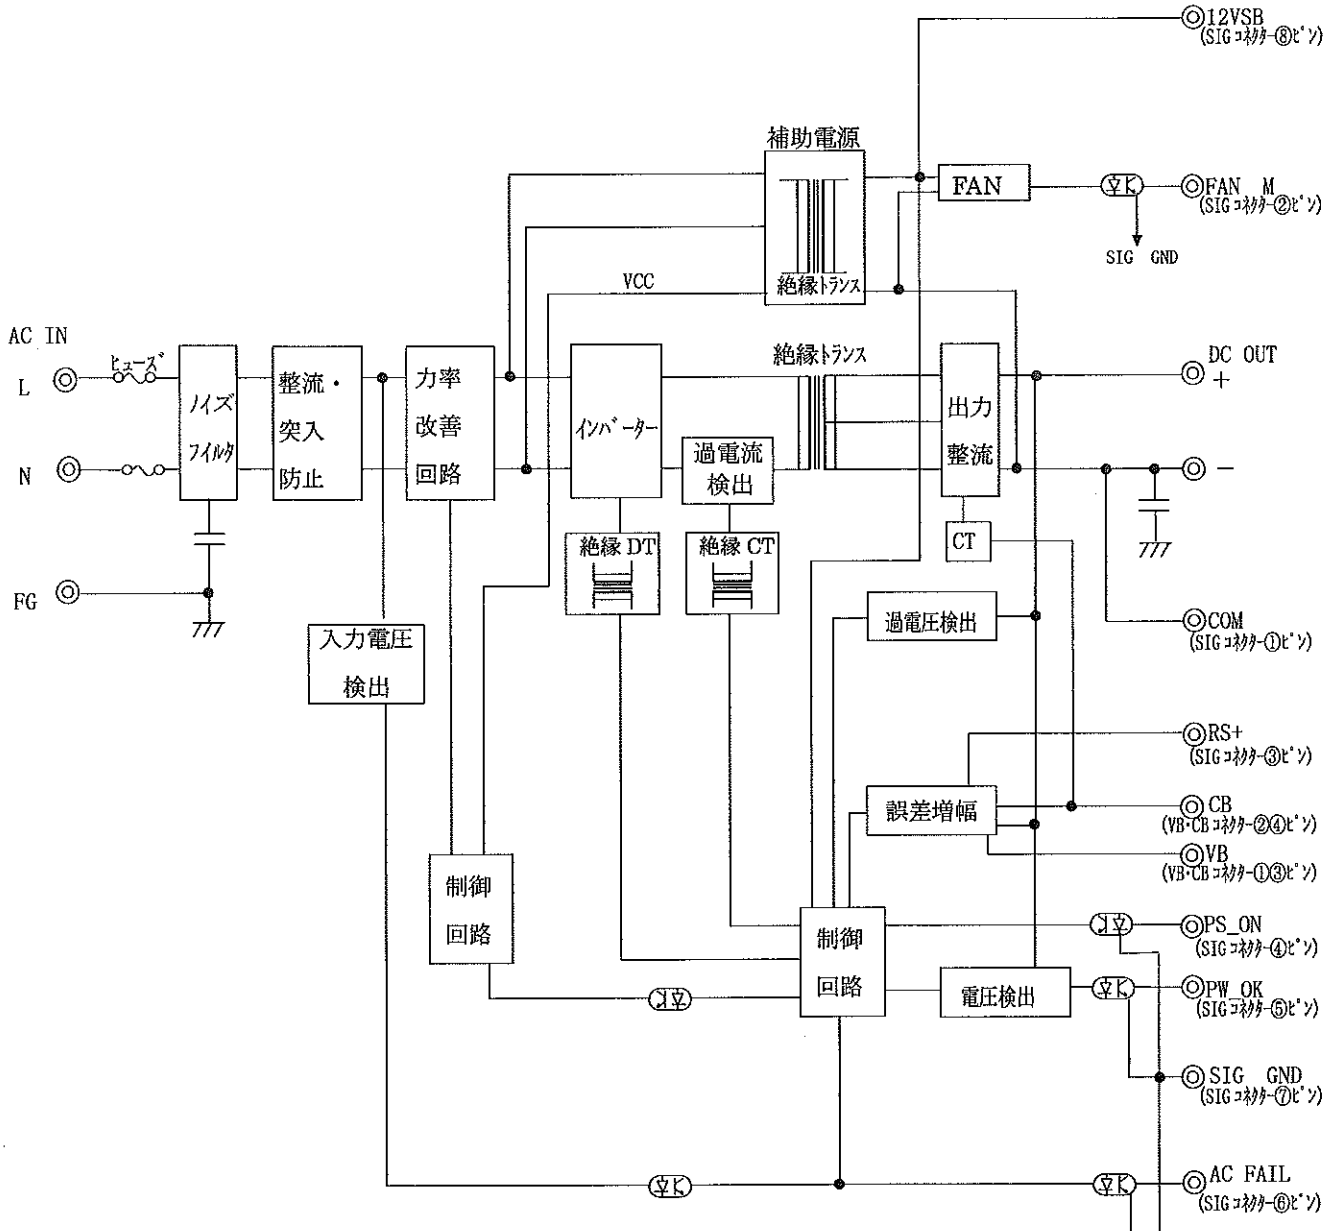 12VSB
(SIGコネクター⑧ピン)
補助電源
FAN
FAN M
(SIGコネクター②ピン)
SIG GND
絶縁トランス
VCC
AC IN
ヒューズ
L
ノイズ
フィルタ
整流・
突入
防止
力率
改善
回路
インバーター
過電流
検出
絶縁トランス
出力
整流
DC OUT
+
N
−
絶縁 DT
絶縁 CT
CT
FG
過電圧検出
COM
(SIGコネクター①ピン)
入力電圧
検出
RS+
(SIGコネクター③ピン)
誤差増幅
CB
(VB・CBコネクター②④ピン)
VB
(VB・CBコネクター①③ピン)
制御
回路
制御
回路
PS_ON
(SIGコネクター④ピン)
電圧検出
PW_OK
(SIGコネクター⑤ピン)
SIG GND
(SIGコネクター⑦ピン)
AC FAIL
(SIGコネクター⑥ピン)